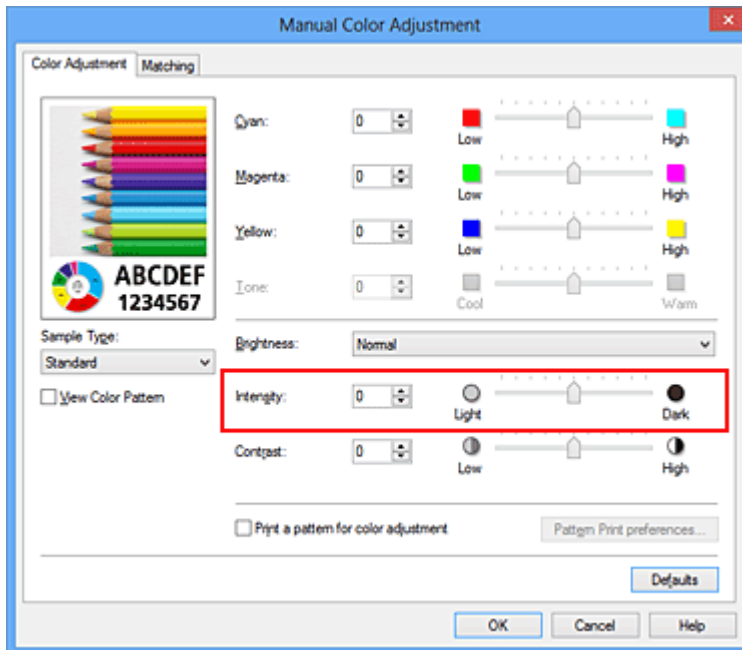 Manual Color Adjustment
Color Adjustment Matching
Cyan: 0 Low High
Magenta: 0 Low High
Yellow: 0 Low High
Tone: 0 Cool Warm
ABCDEF
1234567
Sample Type:
Standard
View Color Pattern
Brightness: Normal
Intensity: 0 Light Dark
Contrast: 0 Low High
Print a pattern for color adjustment Pattern Print preferences...
Defaults
OK Cancel Help